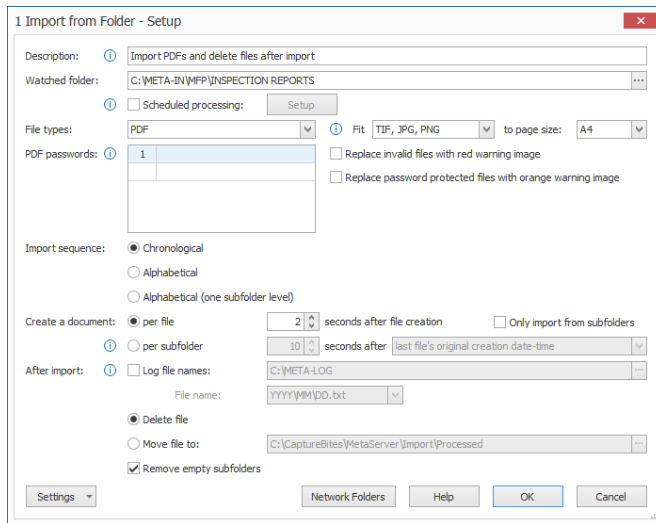 1 Import from Folder - Setup
Description: Import PDFs and delete files after import
Watched folder: C:\META-IN\MFP\INSPECTION REPORTS ...
Scheduled processing: Setup
File types: PDF Fit TIF, JPG, PNG to page size: A4
PDF passwords: 1 Replace invalid files with red warning image
Replace password protected files with orange warning image
Import sequence: Chronological
Alphabetical
Alphabetical (one subfolder level)
Create a document: per file 2 seconds after file creation Only import from subfolders
per subfolder 10 seconds after last file's original creation date-time
After import: Log file names: C:\META-LOG ...
File name: YYYY\MM\DD.txt
Delete file
Move file to: C:\CaptureBites\MetaServer\Import\Processed ...
Remove empty subfolders
Settings Network Folders Help OK Cancel